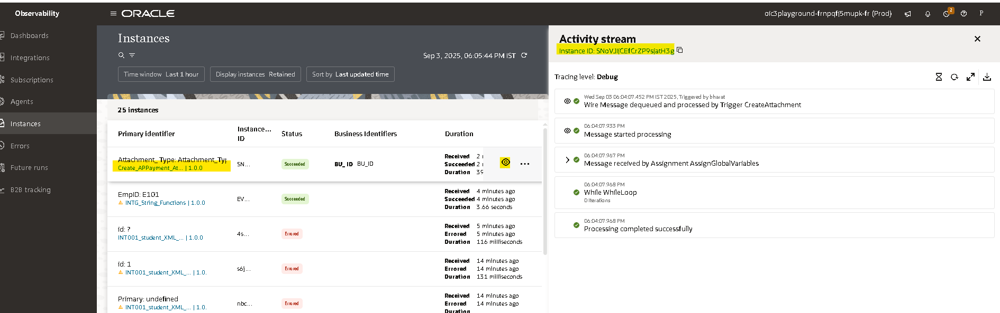 Observability
ORACLE
oic3playground-frnpqfj5mupk-fr (Prod)
2
P
Dashboards
Integrations
Subscriptions
Agents
Instances
Errors
Future runs
B2B tracking
Instances
Sep 3, 2025, 06:05:44 PM IST
Time window Last 1 hour
Display instances Retained
Sort by Last updated time
25 instances
Primary identifier
Instance... ID
Status
Business Identifiers
Duration
Attachment_Type: Attachment_Typ
Create_APPayment_At... | 1.0.0
SN...
Succeeded
BU_ID BU_ID
Received 2
Succeeded 2
Duration 39
EmpID: E101
INTG_String_Functions | 1.0.0
EV...
Succeeded
Received 4 minutes ago
Succeeded 4 minutes ago
Duration 3.66 seconds
id: ?
INT001_student_XML_... | 1.0.0
4s...
Errored
Received 5 minutes ago
Errored 5 minutes ago
Duration 116 milliseconds
id: 1
INT001_student_XML_... | 1.0.
s6j...
Errored
Received 14 minutes ago
Errored 14 minutes ago
Duration 131 milliseconds
Primary: undefined
INT001_student_XML_... | 1.0.
nbc...
Errored
Received 14 minutes ago
Errored 14 minutes ago
Duration
Activity stream
Instance ID: SNoVJIjCEfCrZP9sjatH3g
Tracing level: Debug
Wed Sep 03 06:04:07.452 PM IST 2025, Triggered by bharat
Wire Message dequeued and processed by Trigger CreateAttachment
06:04:07.933 PM
Message started processing
06:04:07.967 PM
Message received by Assignment AssignGlobalVariables
06:04:07.968 PM
While WhileLoop
0 Iterations
06:04:07.968 PM
Processing completed successfully